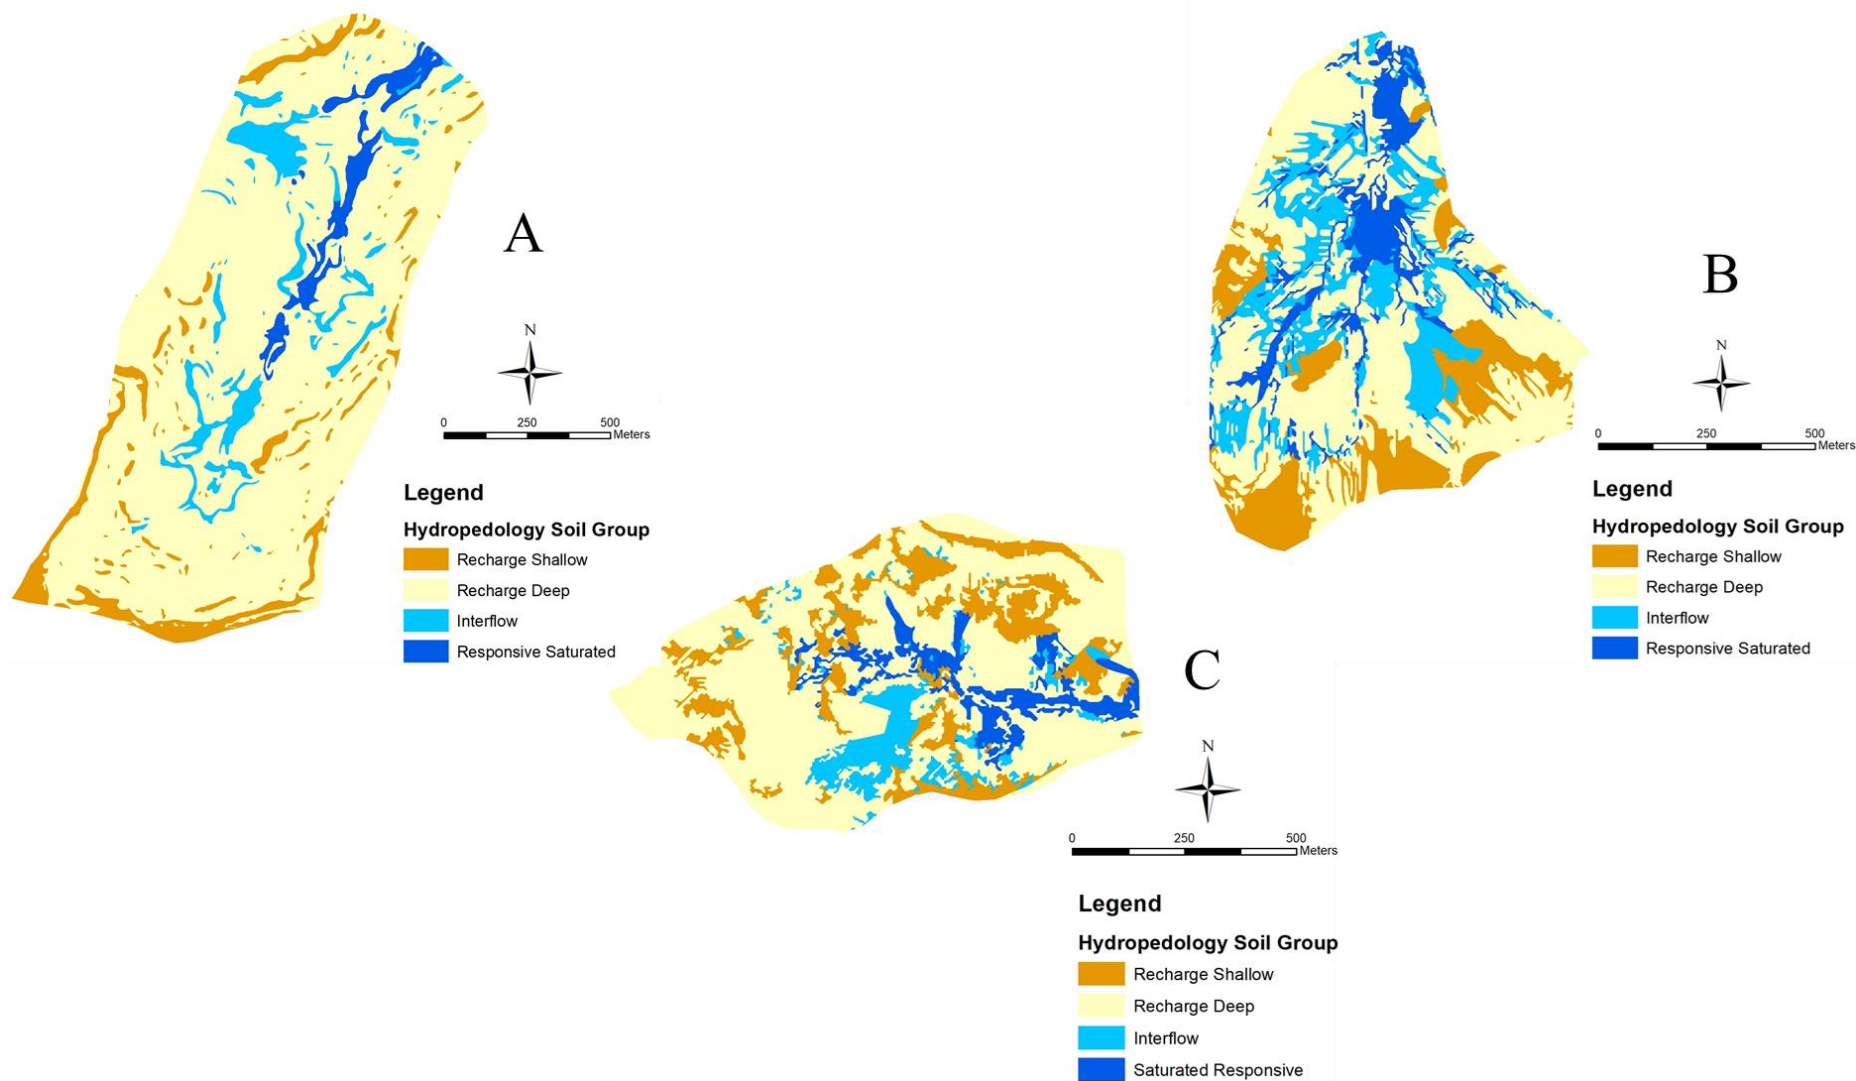 A
N
0 250 500
Meters
Legend
Hydropedology Soil Group
Recharge Shallow
Recharge Deep
Interflow
Responsive Saturated
B
N
0 250 500
Meters
Legend
Hydropedology Soil Group
Recharge Shallow
Recharge Deep
Interflow
Responsive Saturated
C
N
0 250 500
Meters
Legend
Hydropedology Soil Group
Recharge Shallow
Recharge Deep
Interflow
Saturated Responsive